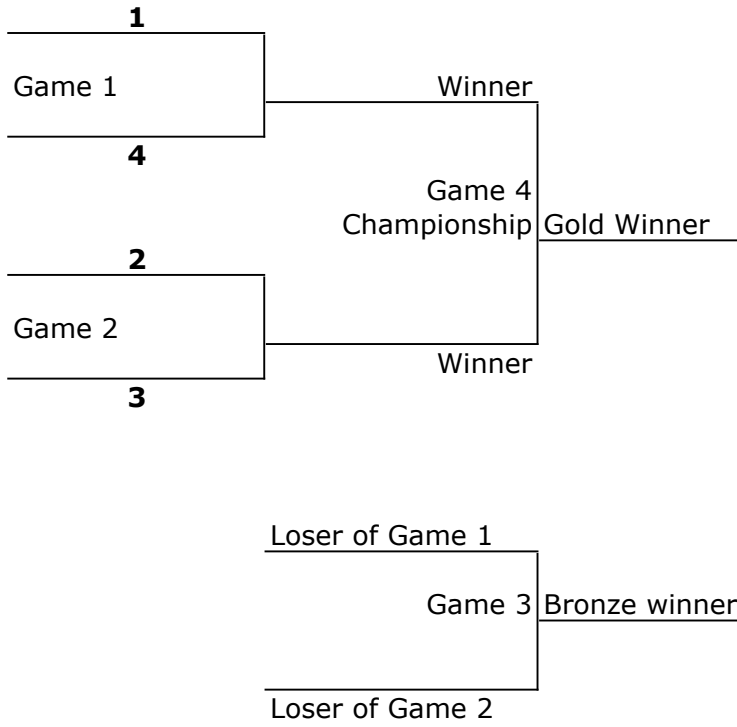 1
Game 1
Winner
4
Game 4
Championship
Gold Winner
2
Game 2
Winner
3
Loser of Game 1
Game 3
Bronze winner
Loser of Game 2